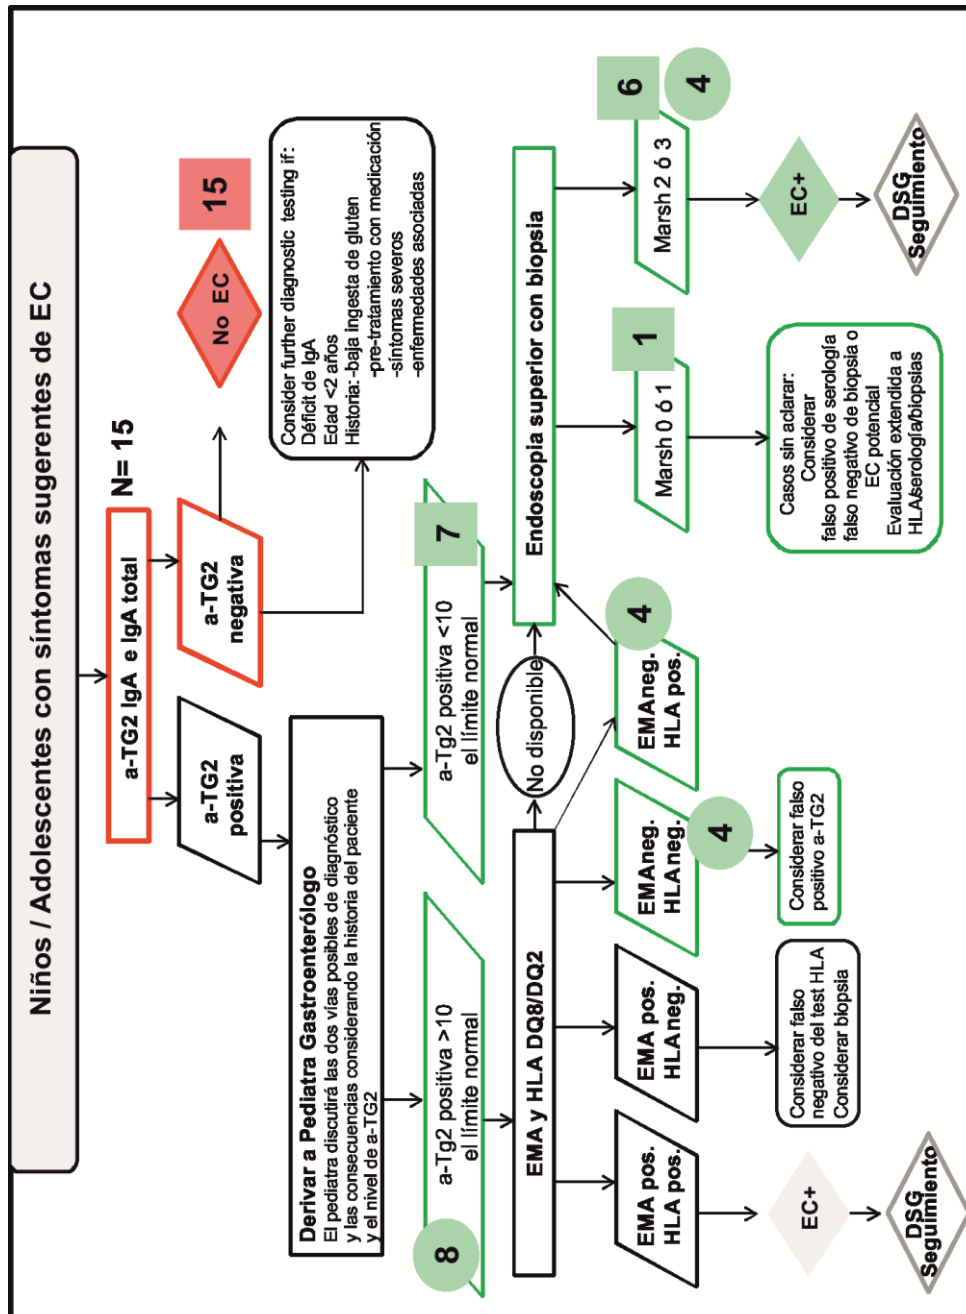 Niños / Adolescentes con síntomas sugerentes de EC
a-TG2 IgA e IgA total
N= 15
a-TG2
positiva
a-TG2
negativa
No EC
15
Consider further diagnostic testing if:
Déficit de IgA
Edad <2 años
Historia: -baja ingesta de gluten
-pre-tratamiento con medicación
-síntomas severos
-enfermedades asociadas
Derivar a Pediatra Gastroenterólogo
El pediatra discutirá las dos vías posibles de diagnóstico
y las consecuencias considerando la historia del paciente
y el nivel de a-TG2
8
a-Tg2 positiva >10
el límite normal
a-Tg2 positiva <10
el límite normal
7
EMA y HLA DQ8/DQ2
No disponible
Endoscopia superior con biopsia
EMA pos.
HLA pos.
EMA pos.
HLA neg.
EMAneg.
HLAneg.
4
EMAneg.
HLA pos.
4
Marsh 0 ó 1
1
Marsh 2 ó 3
6
4
EC+
DSG
Seguimiento
Considerar falso
negativo del test HLA
Considerar biopsia
Considerar falso
positivo a-TG2
Casos sin aclarar:
Considerar
falso positivo de serología
falso negativo de biopsia o
EC potencial
Evaluación extendida a
HLA/serología/biopsias
EC+
DSG
Seguimiento